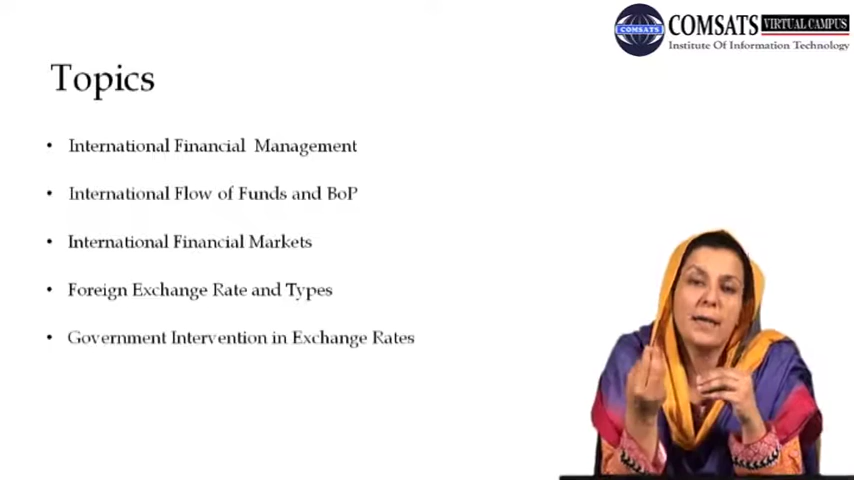 COMSATS VIRTUAL CAMPUS
COMSATS
Institute Of Information Technology
Topics
• International Financial Management
• International Flow of Funds and BoP
• International Financial Markets
• Foreign Exchange Rate and Types
• Government Intervention in Exchange Rates